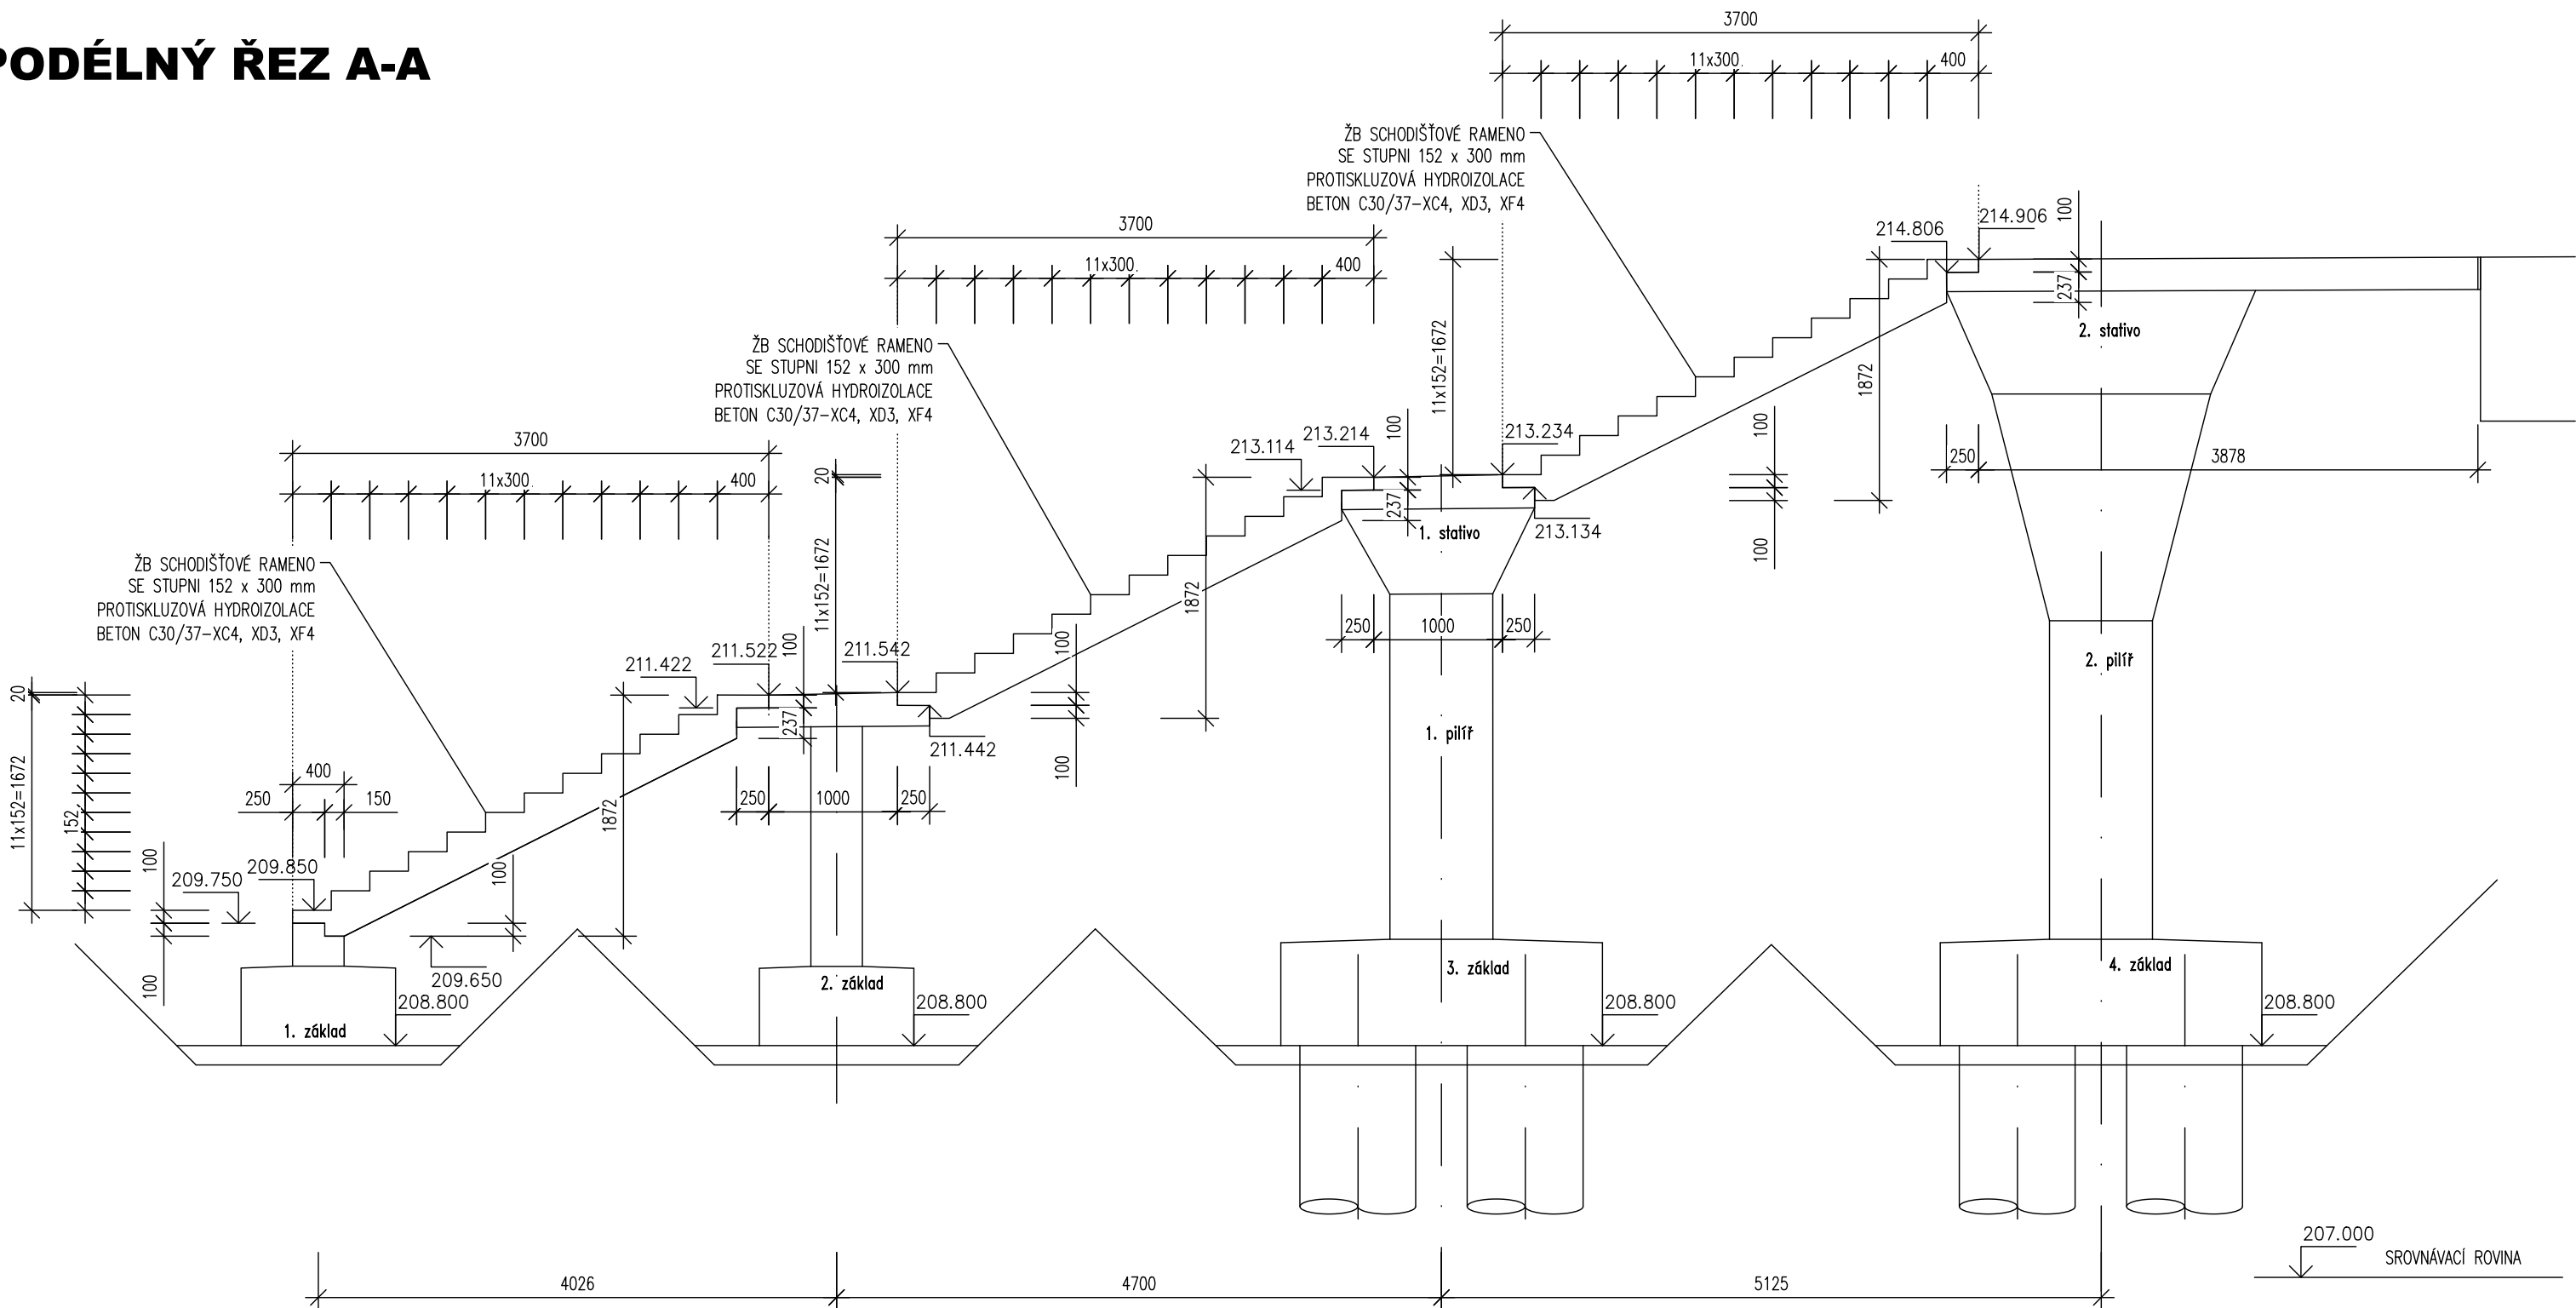 PODÉLNÝ ŘEZ A-A
3700
11x300
400
ŽB SCHODIŠŤOVÉ RAMENO
SE STUPNI 152 x 300 mm
PROTISKLUZOVÁ HYDROIZOLACE
BETON C30/37-XC4, XD3, XF4
214.806
214.906
100
237
2. stativo
1872
11x152=1672
250
3878
3700
11x300
400
ŽB SCHODIŠŤOVÉ RAMENO
SE STUPNI 152 x 300 mm
PROTISKLUZOVÁ HYDROIZOLACE
BETON C30/37-XC4, XD3, XF4
213.114
213.214
100
237
213.234
213.134
1. stativo
100
100
20
11x152=1672
1872
250
1000
250
3700
11x300
400
ŽB SCHODIŠŤOVÉ RAMENO
SE STUPNI 152 x 300 mm
PROTISKLUZOVÁ HYDROIZOLACE
BETON C30/37-XC4, XD3, XF4
211.422
211.522
100
237
211.542
211.442
100
100
2. pilíř
1. pilíř
20
11x152=1672
152
400
250
150
1872
250
1000
250
100
100
209.750
209.850
100
209.650
208.800
1. základ
2. základ
208.800
3. základ
208.800
4. základ
208.800
207.000
SROVNÁVACÍ ROVINA
4026
4700
5125